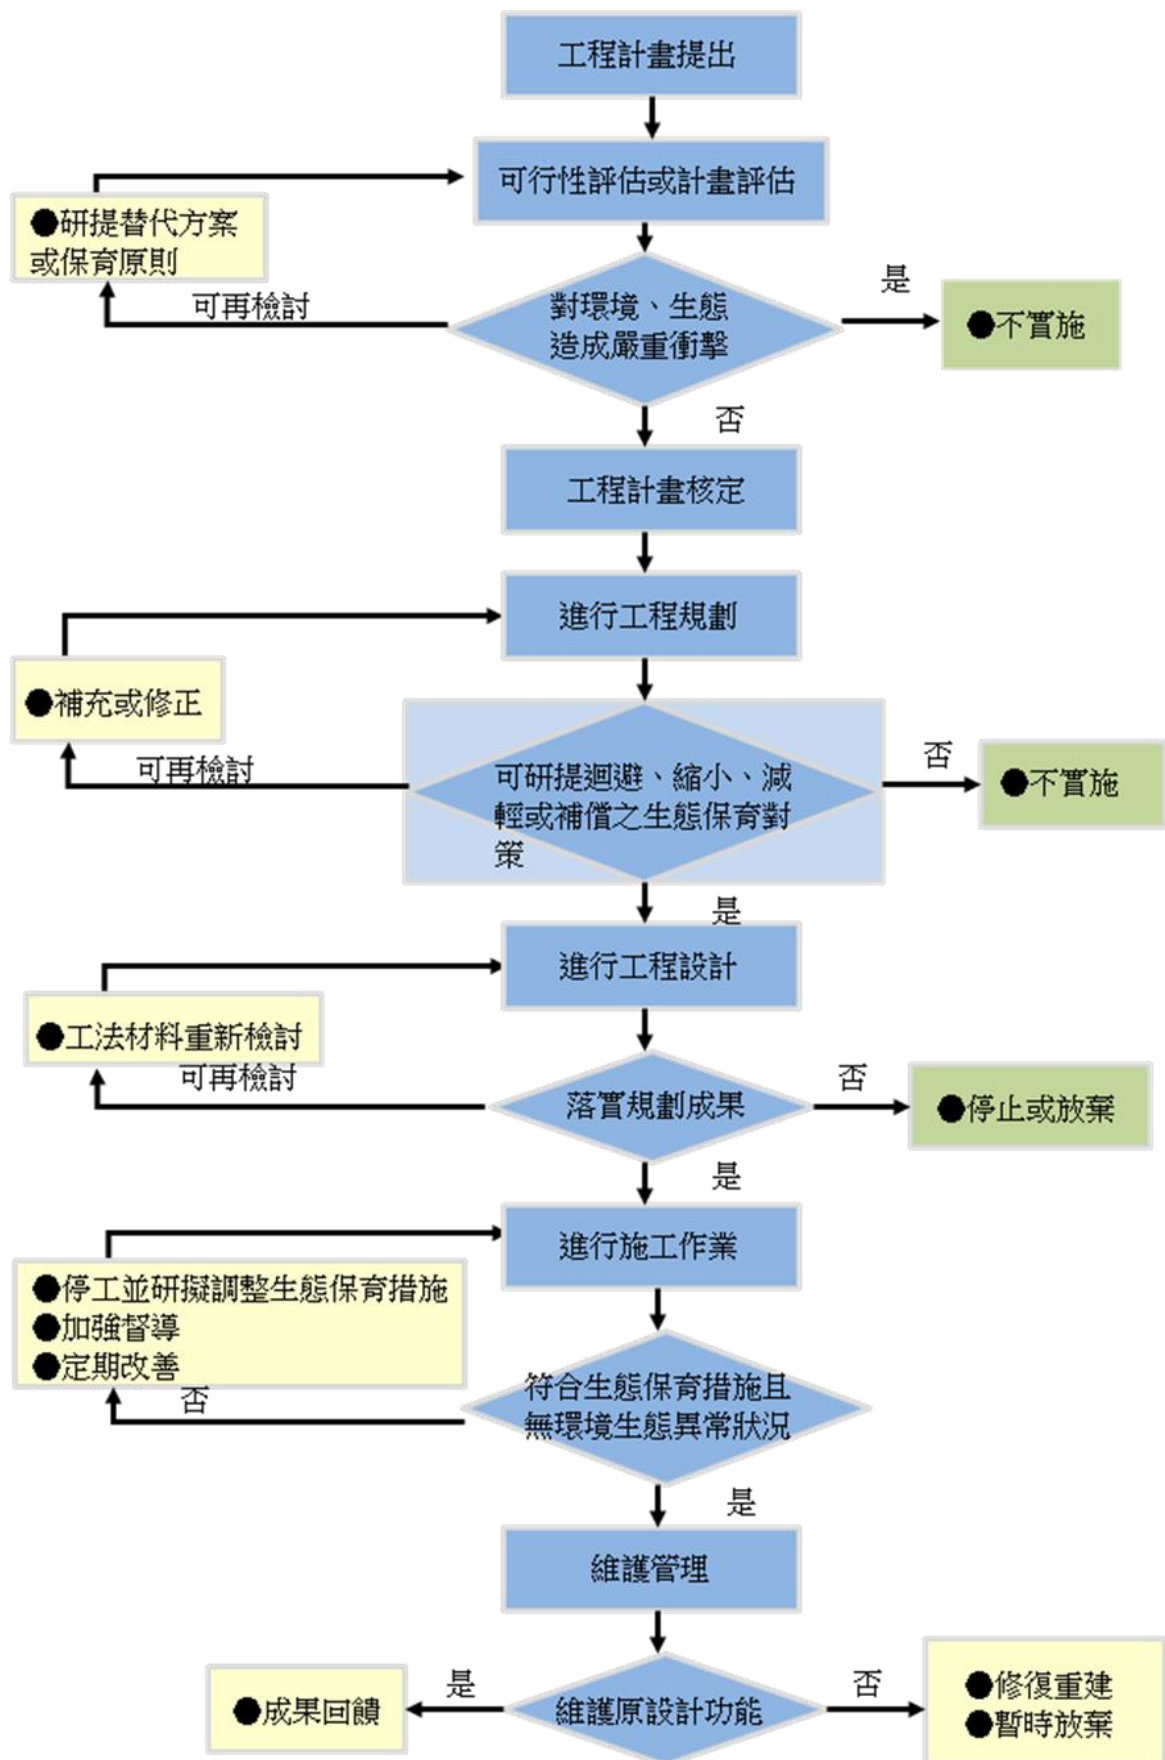 工程計畫提出
可行性評估或計畫評估
●研提替代方案
或保育原則
可再檢討
對環境、生態
造成嚴重衝擊
是
●不實施
否
工程計畫核定
進行工程規劃
●補充或修正
可再檢討
可研提迴避、縮小、減
輕或補償之生態保育對
策
否
●不實施
是
進行工程設計
●工法材料重新檢討
可再檢討
落實規劃成果
否
●停止或放棄
是
進行施工作業
●停工並研擬調整生態保育措施
●加強督導
●定期改善
否
符合生態保育措施且
無環境生態異常狀況
是
維護管理
●成果回饋
是
維護原設計功能
否
●修復重建
●暫時放棄